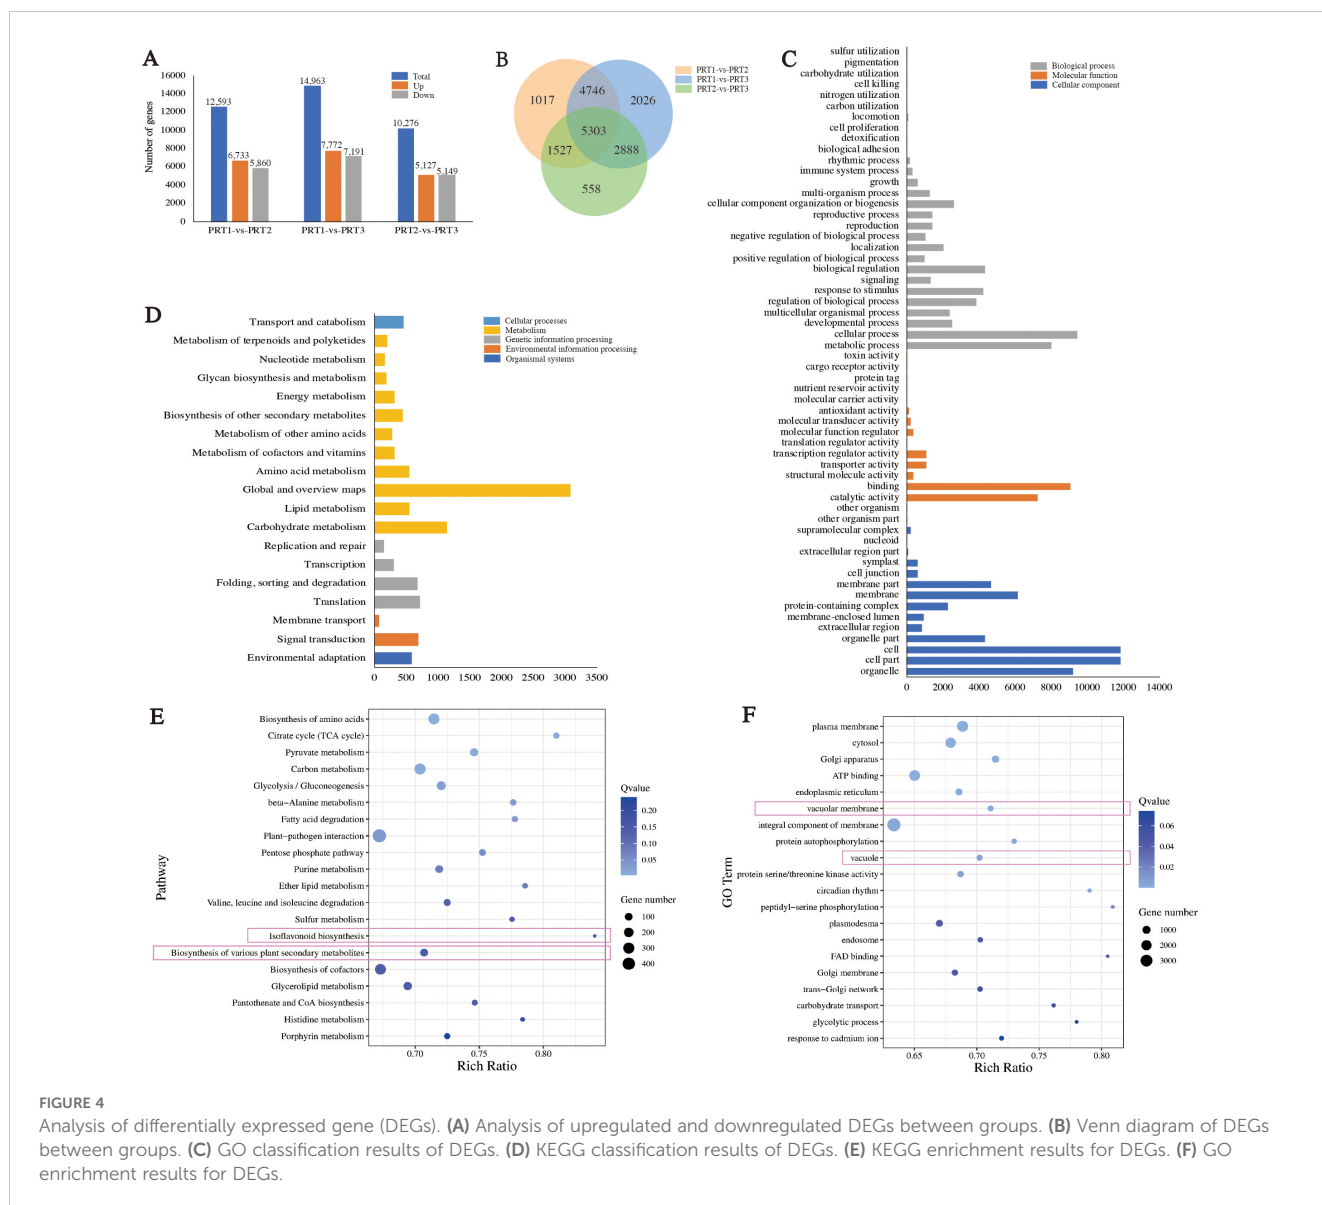 A
16000
14000
12000
10000
8000
6000
4000
2000
0
Number of genes
12,593
6,733
5,860
14,963
7,772
7,191
10,276
5,127
5,149
Total
Up
Down
PRT1-vs-PRT2
PRT1-vs-PRT3
PRT2-vs-PRT3
B
1017
4746
2026
5303
1527
2888
558
PRT1-vs-PRT2
PRT1-vs-PRT3
PRT2-vs-PRT3
C
sulfur utilization
pigmentation
carbohydrate utilization
cell killing
nitrogen utilization
carbon utilization
locomotion
cell proliferation
detoxification
biological adhesion
rhythmic process
immune system process
growth
multi-organism process
cellular component organization or biogenesis
reproductive process
reproduction
negative regulation of biological process
localization
positive regulation of biological process
biological regulation
signaling
response to stimulus
regulation of biological process
multicellular organismal process
developmental process
cellular process
metabolic process
toxin activity
cargo receptor activity
protein tag
nutrient reservoir activity
molecular carrier activity
antioxidant activity
molecular transducer activity
molecular function regulator
translation regulator activity
transcription regulator activity
transporter activity
structural molecule activity
binding
catalytic activity
other organism
other organism part
supramolecular complex
nucleoid
extracellular region part
symplast
cell junction
membrane part
membrane
protein-containing complex
membrane-enclosed lumen
extracellular region
organelle part
cell
cell part
organelle
0 2000 4000 6000 8000 10000 12000 14000
Biological process
Molecular function
Cellular component
D
Transport and catabolism
Metabolism of terpenoids and polyketides
Nucleotide metabolism
Glycan biosynthesis and metabolism
Energy metabolism
Biosynthesis of other secondary metabolites
Metabolism of other amino acids
Metabolism of cofactors and vitamins
Amino acid metabolism
Global and overview maps
Lipid metabolism
Carbohydrate metabolism
Replication and repair
Transcription
Folding, sorting and degradation
Translation
Membrane transport
Signal transduction
Environmental adaptation
0 500 1000 1500 2000 2500 3000 3500
Cellular processes
Metabolism
Genetic information processing
Environmental information processing
Organismal systems
E
Pathway
Biosynthesis of amino acids
Citrate cycle (TCA cycle)
Pyruvate metabolism
Carbon metabolism
Glycolysis / Gluconeogenesis
beta−Alanine metabolism
Fatty acid degradation
Plant−pathogen interaction
Pentose phosphate pathway
Purine metabolism
Ether lipid metabolism
Valine, leucine and isoleucine degradation
Sulfur metabolism
Isoflavonoid biosynthesis
Biosynthesis of various plant secondary metabolites
Biosynthesis of cofactors
Glycerolipid metabolism
Pantothenate and CoA biosynthesis
Histidine metabolism
Porphyrin metabolism
0.70 0.75 0.80
Rich Ratio
Qvalue
0.20
0.15
0.10
0.05
Gene number
100
200
300
400
F
GO Term
plasma membrane
cytosol
Golgi apparatus
ATP binding
endoplasmic reticulum
vacuolar membrane
integral component of membrane
protein autophosphorylation
vacuole
protein serine/threonine kinase activity
circadian rhythm
peptidyl−serine phosphorylation
plasmodesma
endosome
FAD binding
Golgi membrane
trans−Golgi network
carbohydrate transport
glycolytic process
response to cadmium ion
0.65 0.70 0.75 0.80
Rich Ratio
Qvalue
0.06
0.04
0.02
Gene number
1000
2000
3000
FIGURE 4
Analysis of differentially expressed gene (DEGs). (A) Analysis of upregulated and downregulated DEGs between groups. (B) Venn diagram of DEGs
between groups. (C) GO classification results of DEGs. (D) KEGG classification results of DEGs. (E) KEGG enrichment results for DEGs. (F) GO
enrichment results for DEGs.